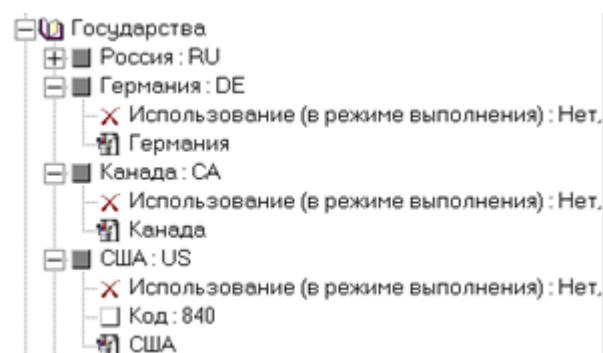 Государства
Россия : RU
Германия : DE
Использование (в режиме выполнения) : Нет,
Германия
Канада : CA
Использование (в режиме выполнения) : Нет,
Канада
США : US
Использование (в режиме выполнения) : Нет,
Код : 840
США